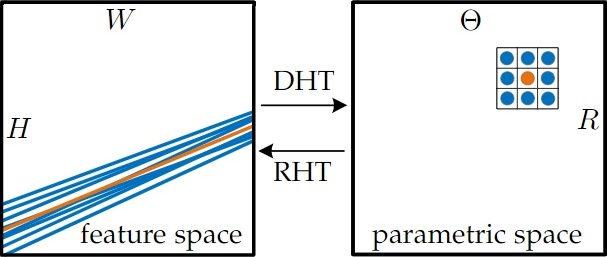 W
H
feature space
DHT
RHT
Θ
R
parametric space